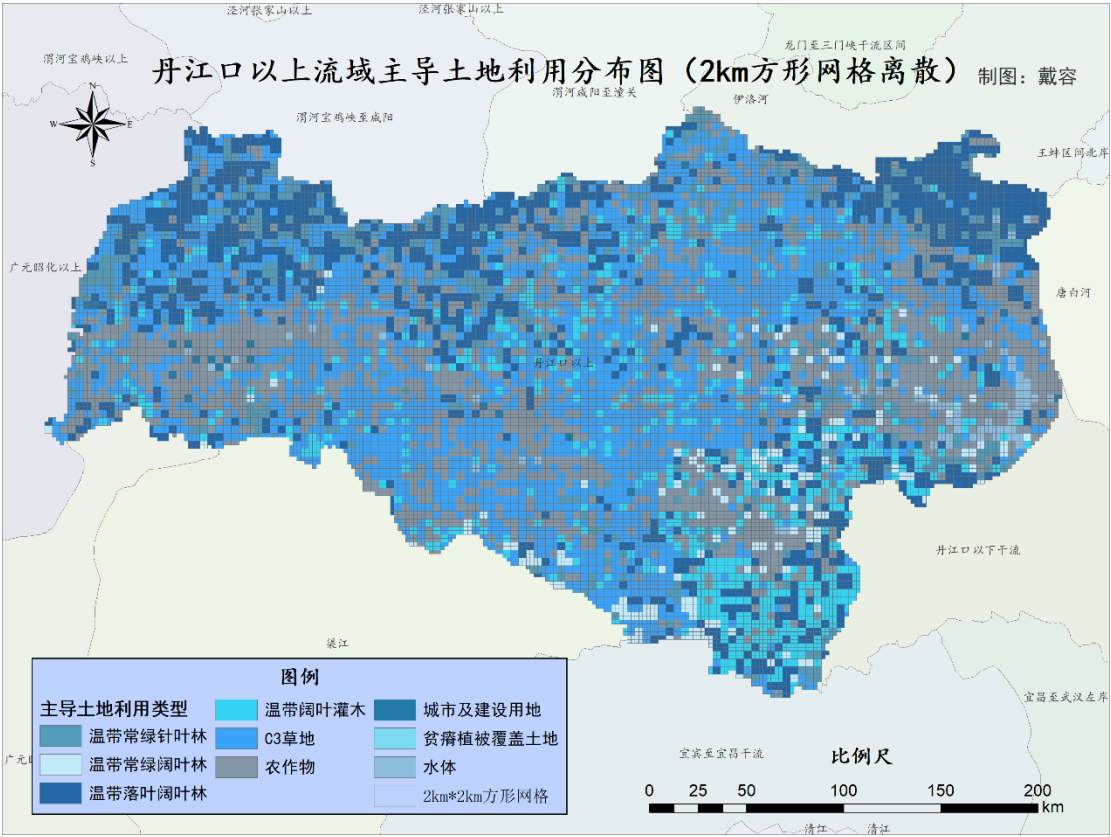 泾河张家山以上
泾河张家山以上
龙门至三门峡干流区间
渭河宝鸡峡以上
丹江口以上流域主导土地利用分布图（2km方形网格离散）
制图：戴容
渭河咸阳至潼关
伊洛河
N
W
E
S
渭河宝鸡峡至咸阳
王蚌区间北岸
广元昭化以上
唐白河
丹江口以上
丹江口以下干流
渠江
宜昌至武汉左岸
宜宾至宜昌干流
清江
清江
图例
主导土地利用类型
温带常绿针叶林
温带常绿阔叶林
温带落叶阔叶林
温带阔叶灌木
C3草地
农作物
城市及建设用地
贫瘠植被覆盖土地
水体
2km*2km方形网格
比例尺
0 25 50 100 150 200
km